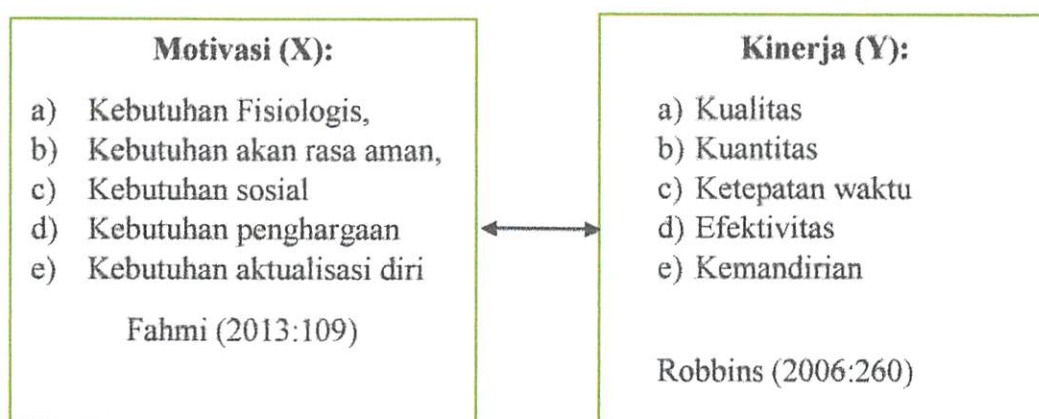 Motivasi (X):
a) Kebutuhan Fisiologis,
b) Kebutuhan akan rasa aman,
c) Kebutuhan sosial
d) Kebutuhan penghargaan
e) Kebutuhan aktualisasi diri
Fahmi (2013:109)
Kinerja (Y):
a) Kualitas
b) Kuantitas
c) Ketepatan waktu
d) Efektivitas
e) Kemandirian
Robbins (2006:260)